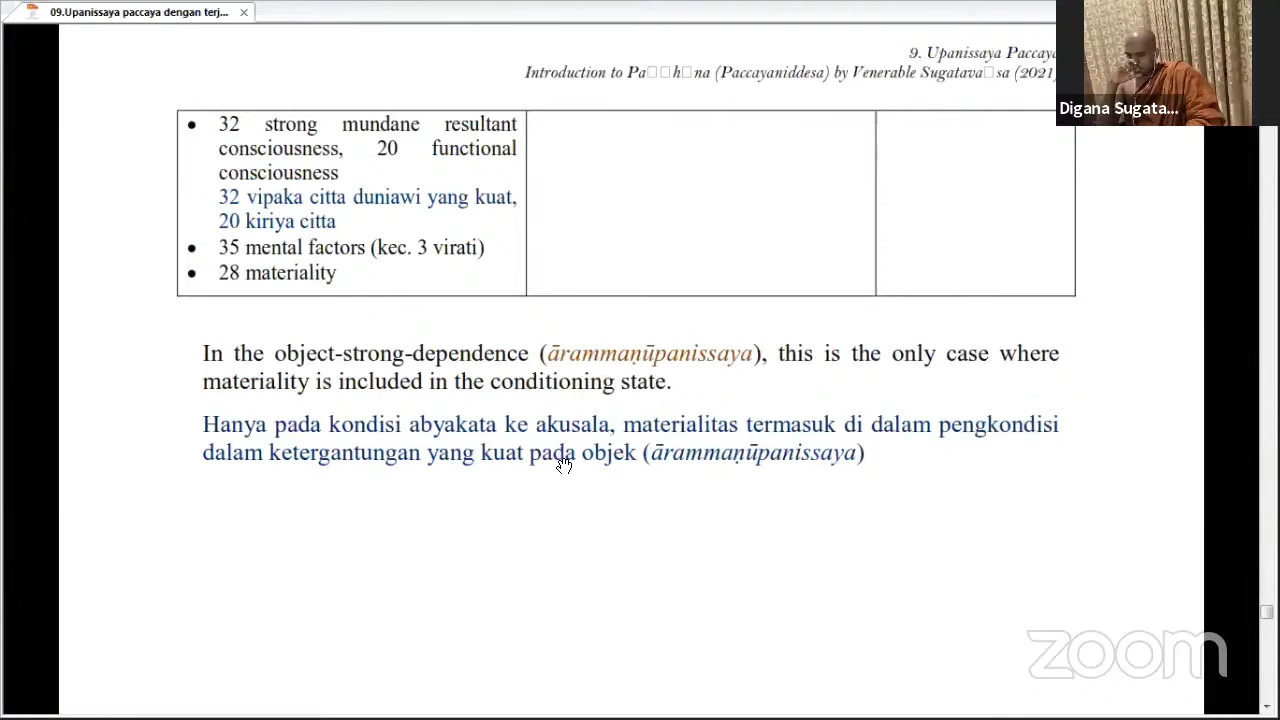 09.Upanissaya paccaya dengan terj...
9. Upanissaya Paccaya
Introduction to Pa□□h□na (Paccayaniddesa) by Venerable Sugatava□sa (2021)
Digana Sugata...
• 32 strong mundane resultant
consciousness, 20 functional
consciousness
32 vipaka citta duniawi yang kuat,
20 kiriya citta
• 35 mental factors (kec. 3 virati)
• 28 materiality
In the object-strong-dependence (ārammaṇūpanissaya), this is the only case where
materiality is included in the conditioning state.
Hanya pada kondisi abyakata ke akusala, materialitas termasuk di dalam pengkondisi
dalam ketergantungan yang kuat pada objek (ārammaṇūpanissaya)
zoom